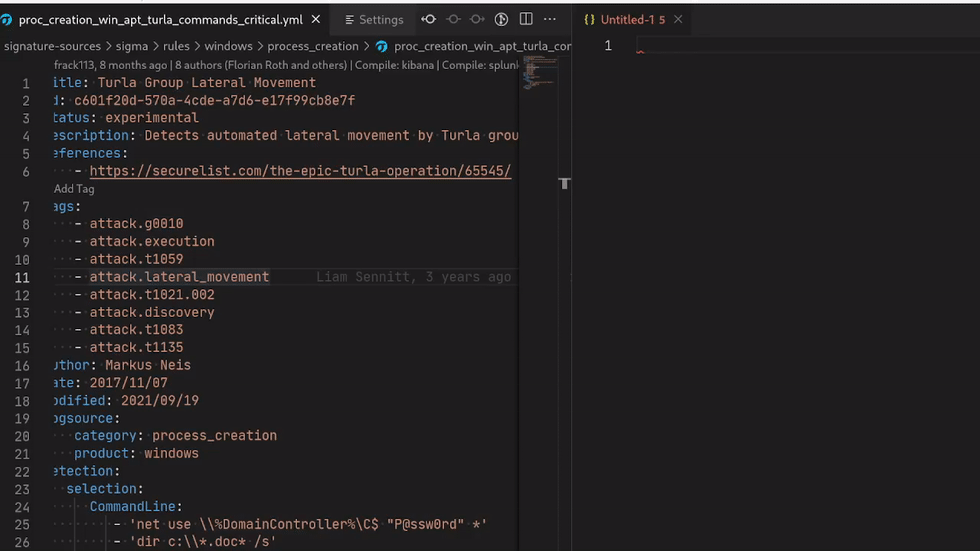 proc_creation_win_apt_turla_commands_critical.yml
Settings
Untitled-1 5
signature-sources > sigma > rules > windows > process_creation > proc_creation_win_apt_turla_com
frack113, 8 months ago | 8 authors (Florian Roth and others) | Compile: kibana | Compile: splunk
1 itle: Turla Group Lateral Movement
2 d: c601f20d-570a-4cde-a7d6-e17f99cb8e7f
3 tatus: experimental
4 escription: Detects automated lateral movement by Turla grou
5 eferences:
6 - https://securelist.com/the-epic-turla-operation/65545/
Add Tag
7 ags:
8 - attack.g0010
9 - attack.execution
10 - attack.t1059
11 - attack.lateral_movement Liam Sennitt, 3 years ago
12 - attack.t1021.002
13 - attack.discovery
14 - attack.t1083
15 - attack.t1135
16 uthor: Markus Neis
17 ate: 2017/11/07
18 odified: 2021/09/19
19 ogsource:
20 category: process_creation
21 product: windows
22 etection:
23 selection:
24 CommandLine:
25 - 'net use \\%DomainController%\C$ "P@ssw0rd" *'
26 - 'dir c:\\*.doc* /s'
1